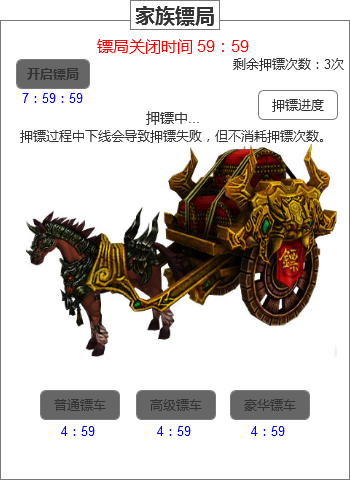 家族镖局
镖局关闭时间 59：59
剩余押镖次数：3次
开启镖局
7：59：59
押镖进度
押镖中...
押镖过程中下线会导致押镖失败，但不消耗押镖次数。
镖
普通镖车
高级镖车
豪华镖车
4：59
4：59
4：59